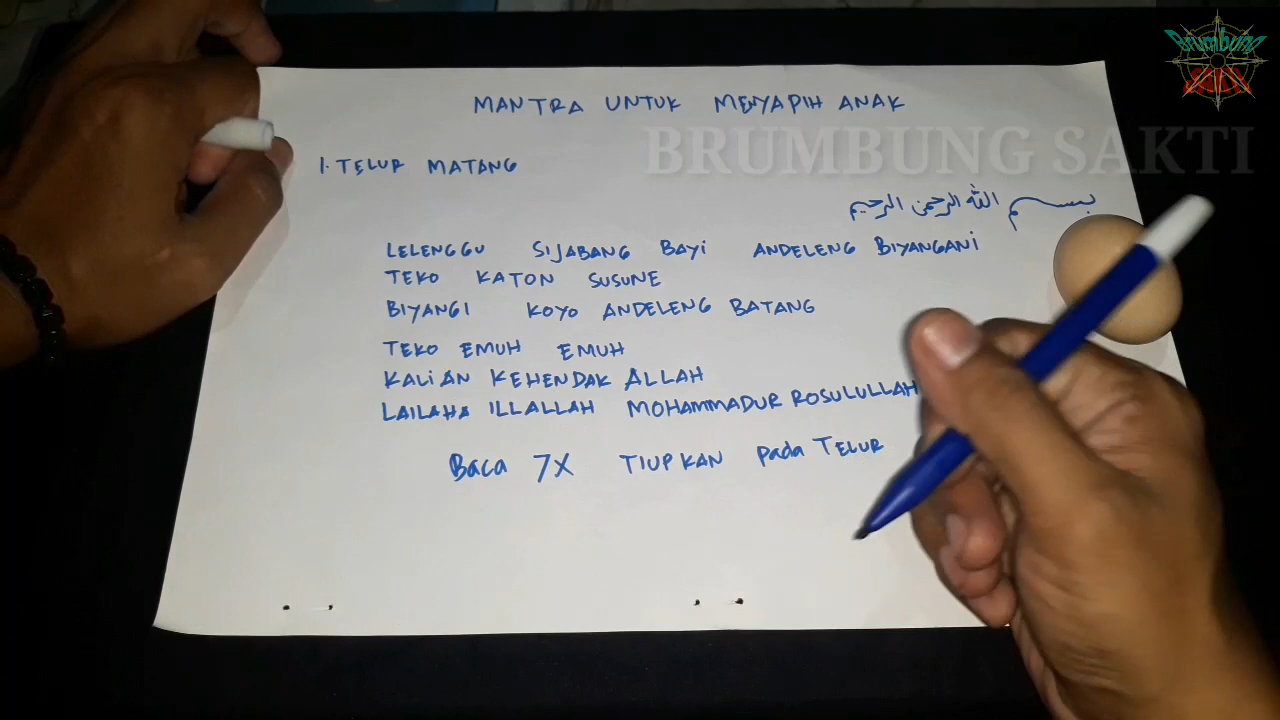 Brumbung
Sakti
MANTRA UNTUK MENYAPIH ANAK
BRUMBUNG SAKTI
1. TELUR MATANG
بسم الله الرحمن الرحيم
LELENGGU SIJABANG BAYI ANDELENG BIYANGANI
TEKO KATON SUSUNE
BIYANGI KOYO ANDELENG BATANG
TEKO EMUH EMUH
KALIAN KEHENDAK ALLAH
LAILAHA ILLALLAH MOHAMMADUR ROSULULLAH
Baca 7X TIUPKAN pada TELUR